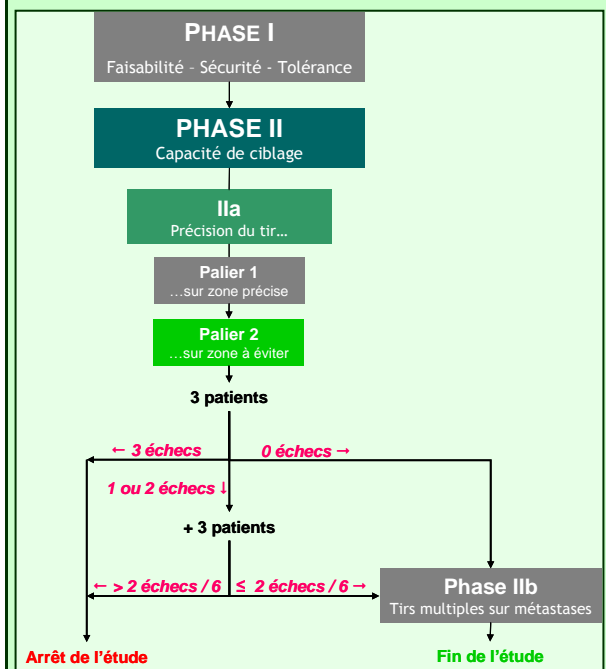 PHASE I
Faisabilité - Sécurité - Tolérance
PHASE II
Capacité de ciblage
IIa
Précision du tir…
Palier 1
…sur zone précise
Palier 2
…sur zone à éviter
3 patients
← 3 échecs 0 échecs →
1 ou 2 échecs ↓
+ 3 patients
← > 2 échecs / 6 ≤ 2 échecs / 6 →
Phase IIb
Tirs multiples sur métastases
Arrêt de l'étude Fin de l'étude